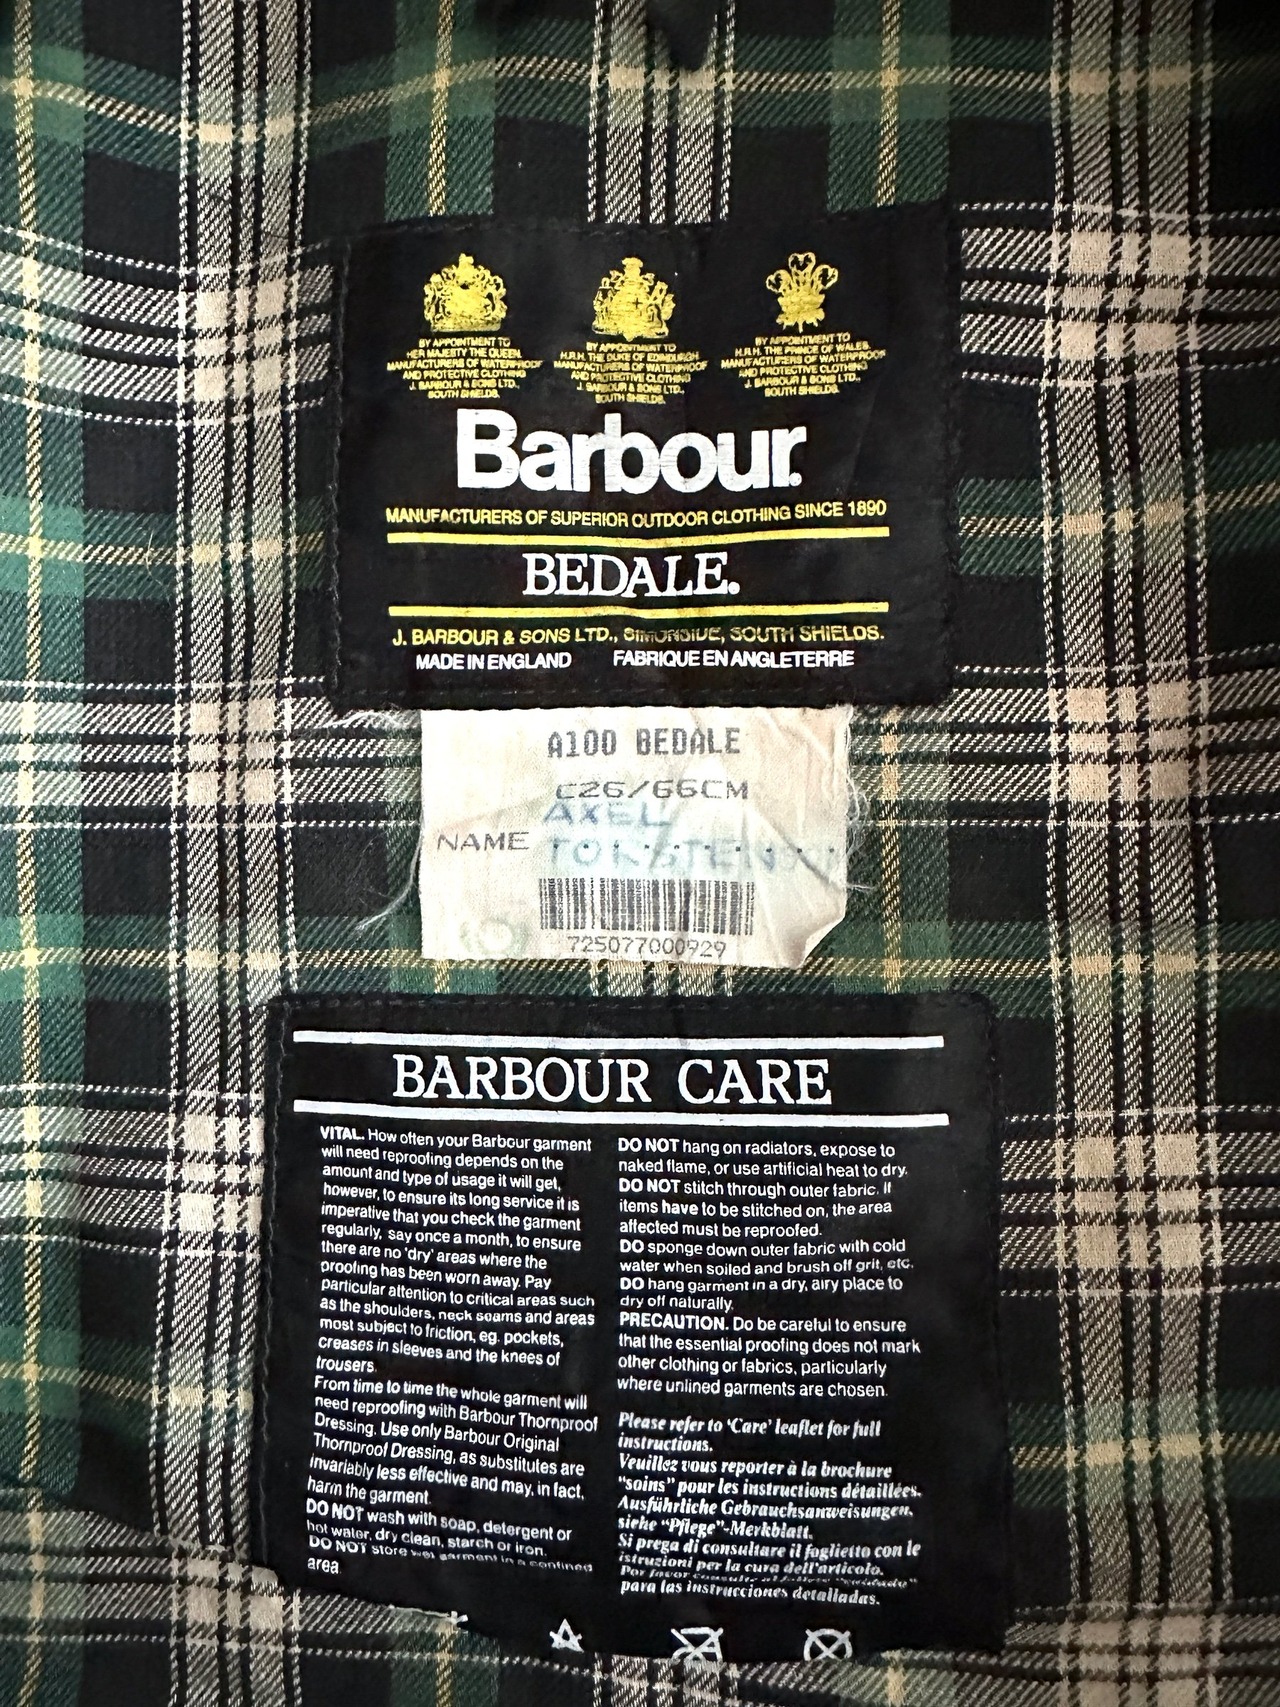 BY APPOINTMENT TO
HER MAJESTY THE QUEEN
MANUFACTURERS OF WATERPROOF
AND PROTECTIVE CLOTHING
J. BARBOUR & SONS LTD.,
SOUTH SHIELDS.
BY APPOINTMENT TO
H.R.H. THE DUKE OF EDINBURGH
MANUFACTURERS OF WATERPROOF
AND PROTECTIVE CLOTHING
J. BARBOUR & SONS LTD.,
SOUTH SHIELDS.
BY APPOINTMENT TO
H.R.H. THE PRINCE OF WALES
MANUFACTURERS OF WATERPROOF
AND PROTECTIVE CLOTHING
J. BARBOUR & SONS LTD.,
SOUTH SHIELDS.
Barbour
MANUFACTURERS OF SUPERIOR OUTDOOR CLOTHING SINCE 1890
BEDALE.
J. BARBOUR & SONS LTD., SIMONSIDE, SOUTH SHIELDS.
MADE IN ENGLAND FABRIQUE EN ANGLETERRE
A100 BEDALE
C26/66CM
AXEL
NAME TORSTENSON
725077000929
BARBOUR CARE
VITAL. How often your Barbour garment
will need reproofing depends on the
amount and type of usage it will get,
however, to ensure its long service it is
imperative that you check the garment
regularly, say once a month, to ensure
there are no 'dry' areas where the
proofing has been worn away. Pay
particular attention to critical areas such
as the shoulders, neck seams and areas
most subject to friction, eg. pockets,
creases in sleeves and the knees of
trousers.
From time to time the whole garment will
need reproofing with Barbour Thornproof
Dressing. Use only Barbour Original
Thornproof Dressing, as substitutes are
invariably less effective and may, in fact,
harm the garment.
DO NOT wash with soap, detergent or
hot water, dry clean, starch or iron.
DO NOT store wet garment in a confined
area.
DO NOT hang on radiators, expose to
naked flame, or use artificial heat to dry.
DO NOT stitch through outer fabric. If
items have to be stitched on, the area
affected must be reproofed.
DO sponge down outer fabric with cold
water when soiled and brush off grit, etc.
DO hang garment in a dry, airy place to
dry off naturally.
PRECAUTION. Do be careful to ensure
that the essential proofing does not mark
other clothing or fabrics, particularly
where unlined garments are chosen.
Please refer to 'Care' leaflet for full
instructions.
Veuillez vous reporter à la brochure
"soins" pour les instructions détaillées.
Ausführliche Gebrauchsanweisungen,
siehe "Pflege"-Merkblatt.
Si prega di consultare il foglietto con le
istruzioni per la cura dell'articolo.
Por favor consulte el folleto "cuidado"
para las instrucciones detalladas.